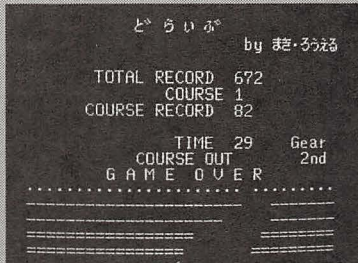 ど らいぶ
by まき・ろうえる
TOTAL RECORD 672
COURSE 1
COURSE RECORD 82
TIME 29 Gear
COURSE OUT 2nd
G A M E O V E R